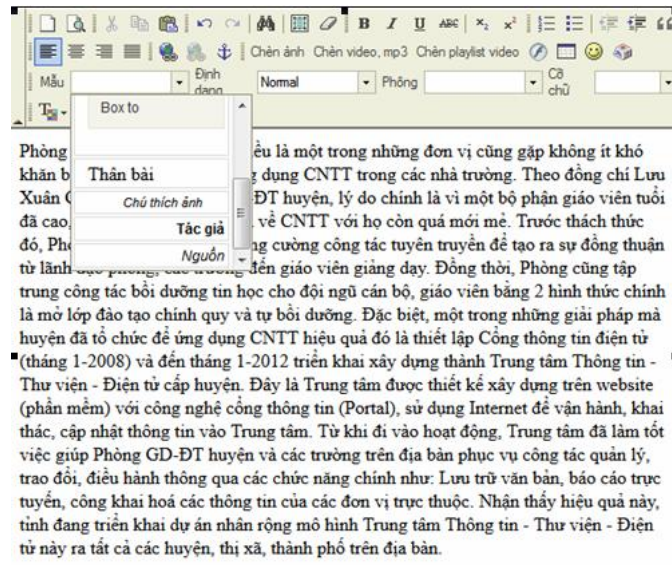 B I U ABC ×₂ x²
Chèn ảnh Chèn video, mp3 Chèn playlist video
Mẫu Định dạng Normal Phông Cỡ chữ
Box to
Thân bài
Chú thích ảnh
Tác giả
Nguồn
Phòng ều là một trong những đơn vị cũng gặp không ít khó
khăn b g dụng CNTT trong các nhà trường. Theo đồng chí Lưu
Xuân ĐT huyện, lý do chính là vì một bộ phận giáo viên tuổi
đã cao, về CNTT với họ còn quá mới mẻ. Trước thách thức
đó, Ph ng cường công tác tuyên truyền để tạo ra sự đồng thuận
từ lãnh đến giáo viên giảng dạy. Đồng thời, Phòng cũng tập
trung công tác bồi dưỡng tin học cho đội ngũ cán bộ, giáo viên bằng 2 hình thức chính
là mở lớp đào tạo chính quy và tự bồi dưỡng. Đặc biệt, một trong những giải pháp mà
huyện đã tổ chức để ứng dụng CNTT hiệu quả đó là thiết lập Cổng thông tin điện tử
(tháng 1-2008) và đến tháng 1-2012 triển khai xây dựng thành Trung tâm Thông tin -
Thư viện - Điện tử cấp huyện. Đây là Trung tâm được thiết kế xây dựng trên website
(phần mềm) với công nghệ cổng thông tin (Portal), sử dụng Internet để vận hành, khai
thác, cập nhật thông tin vào Trung tâm. Từ khi đi vào hoạt động, Trung tâm đã làm tốt
việc giúp Phòng GD-ĐT huyện và các trường trên địa bàn phục vụ công tác quản lý,
trao đổi, điều hành thông qua các chức năng chính như: Lưu trữ văn bản, báo cáo trực
tuyến, công khai hoá các thông tin của các đơn vị trực thuộc. Nhận thấy hiệu quả này,
tỉnh đang triển khai dự án nhân rộng mô hình Trung tâm Thông tin - Thư viện - Điện
tử này ra tất cả các huyện, thị xã, thành phố trên địa bàn.